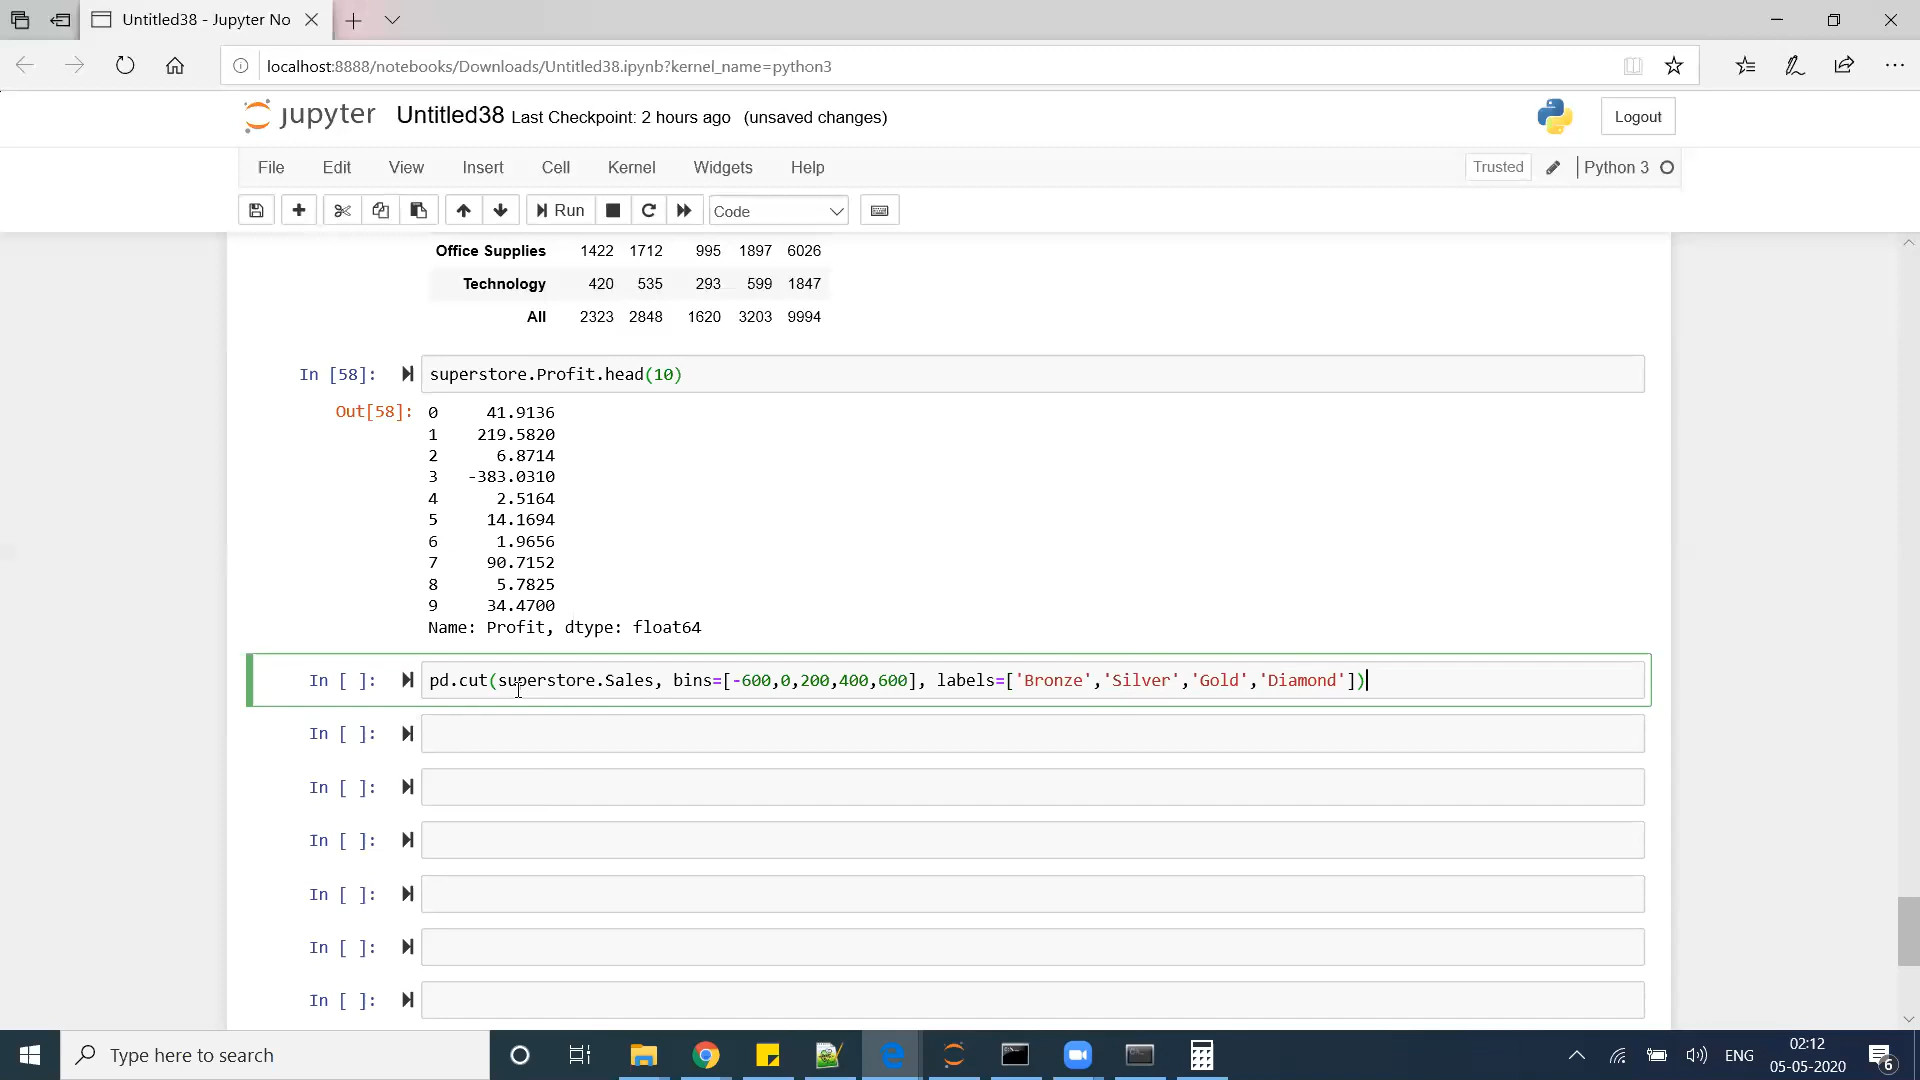 Untitled38 - Jupyter No
localhost:8888/notebooks/Downloads/Untitled38.ipynb?kernel_name=python3
jupyter Untitled38 Last Checkpoint: 2 hours ago (unsaved changes)
Logout
File Edit View Insert Cell Kernel Widgets Help
Trusted Python 3
Run Code
Office Supplies 1422 1712 995 1897 6026
Technology 420 535 293 599 1847
All 2323 2848 1620 3203 9994
In [58]: superstore.Profit.head(10)
Out[58]: 0 41.9136
1 219.5820
2 6.8714
3 -383.0310
4 2.5164
5 14.1694
6 1.9656
7 90.7152
8 5.7825
9 34.4700
Name: Profit, dtype: float64
In [ ]: pd.cut(superstore.Sales, bins=[-600,0,200,400,600], labels=['Bronze','Silver','Gold','Diamond'])
In [ ]:
In [ ]:
In [ ]:
In [ ]:
In [ ]:
In [ ]:
Type here to search
ENG
02:12
05-05-2020
6